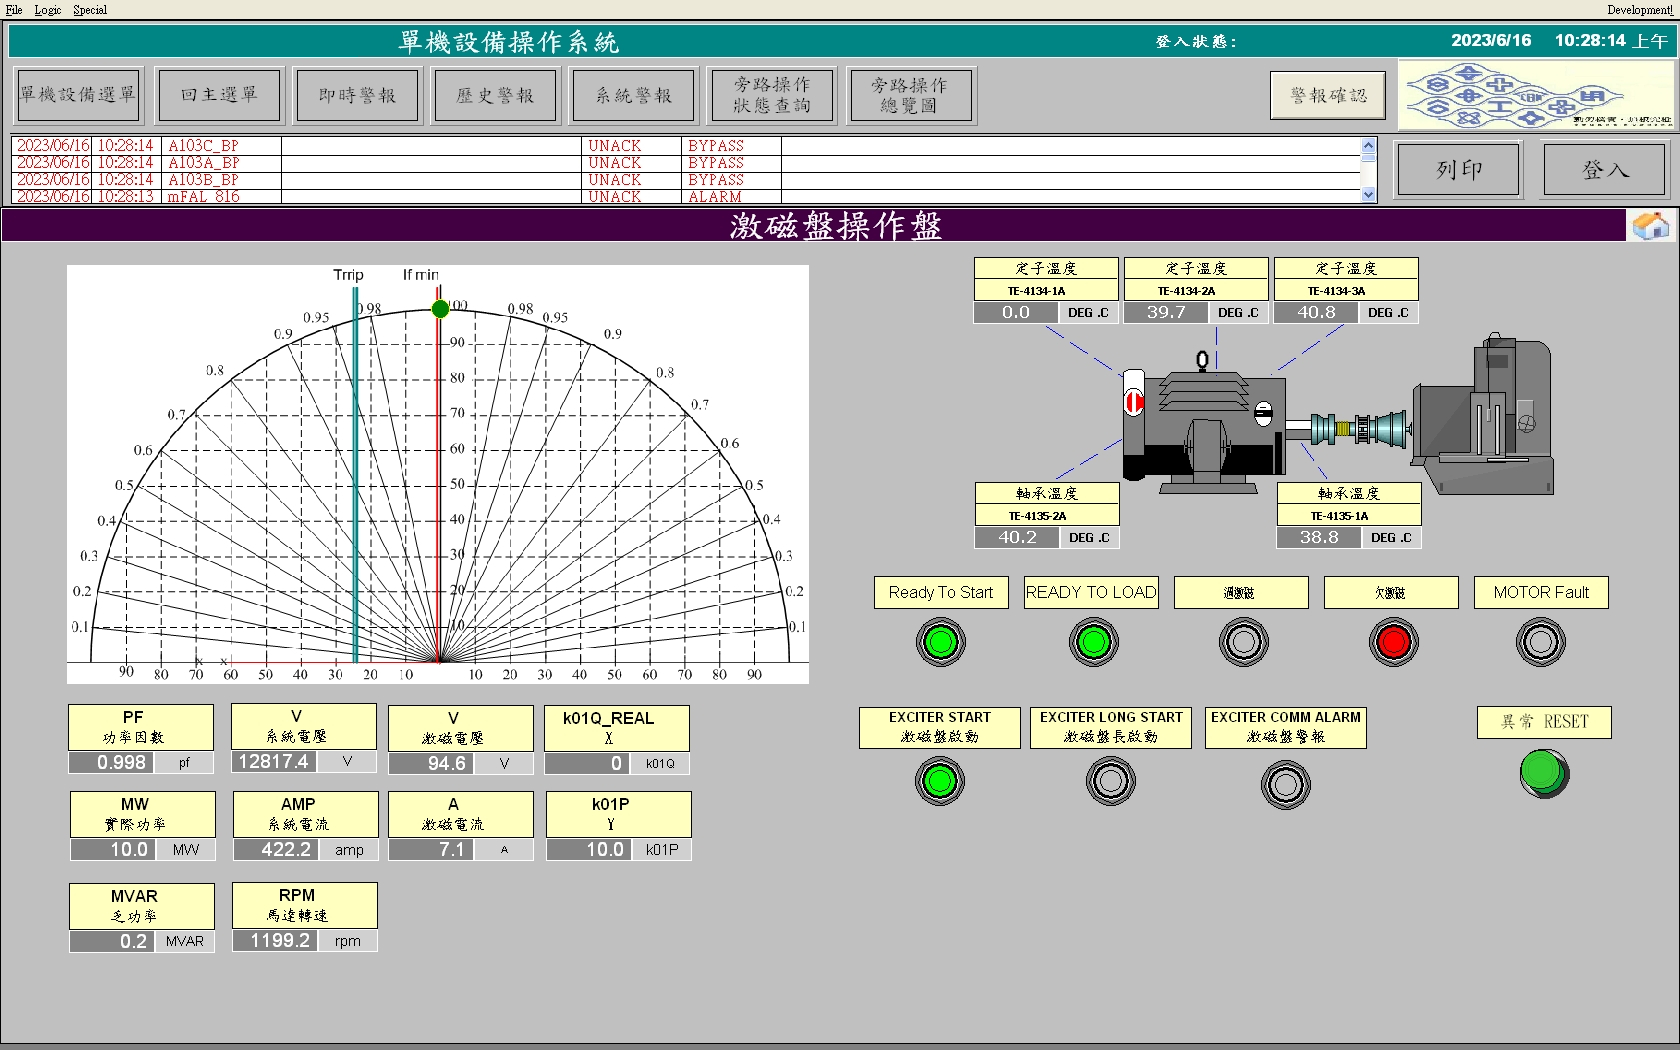 File Logic Special Development!
單機設備操作系統 登入狀態: 2023/6/16 10:28:14 上午
單機設備選單 回主選單 即時警報 歷史警報 系統警報 旁路操作 旁路操作 警報確認
狀態查詢 總覽圖
2023/06/16 10:28:14 A103C_BP UNACK BYPASS
2023/06/16 10:28:14 A103A_BP UNACK BYPASS
2023/06/16 10:28:14 A103B_BP UNACK BYPASS
2023/06/16 10:28:13 mFAL_816 UNACK ALARM
列印 登入
激磁盤操作盤
Trrip If min
0.98 100 0.98
0.95 0.95
0.9 90 0.9
0.8 80 0.8
0.7 70 0.7
0.6 60 0.6
0.5 50 0.5
0.4 40 0.4
0.3 30 0.3
0.2 20 0.2
0.1 10 0.1
x x
90 80 70 60 50 40 30 20 10 10 20 30 40 50 60 70 80 90
定子溫度 定子溫度 定子溫度
TE-4134-1A TE-4134-2A TE-4134-3A
0.0 DEG .C 39.7 DEG .C 40.8 DEG .C
軸承溫度 軸承溫度
TE-4135-2A TE-4135-1A
40.2 DEG .C 38.8 DEG .C
Ready To Start READY TO LOAD 過激磁 欠激磁 MOTOR Fault
EXCITER START EXCITER LONG START EXCITER COMM ALARM 異常 RESET
激磁盤啟動 激磁盤長啟動 激磁盤警報
PF V V k01Q_REAL
功率因數 系統電壓 激磁電壓 X
0.998 pf 12817.4 V 94.6 V 0 k01Q
MW AMP A k01P
實際功率 系統電流 激磁電流 Y
10.0 MW 422.2 amp 7.1 A 10.0 k01P
MVAR RPM
乏功率 馬達轉速
0.2 MVAR 1199.2 rpm